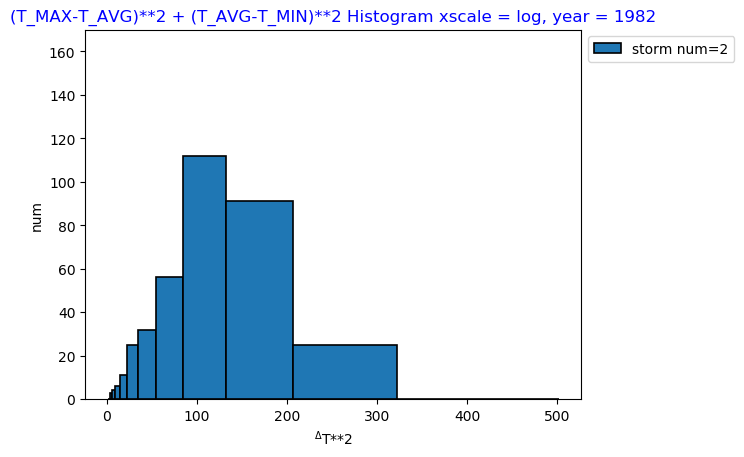 (T_MAX-T_AVG)**2 + (T_AVG-T_MIN)**2 Histogram xscale = log, year = 1982
storm num=2
160
140
120
100
80
60
40
20
0
num
0 100 200 300 400 500
ΔT**2